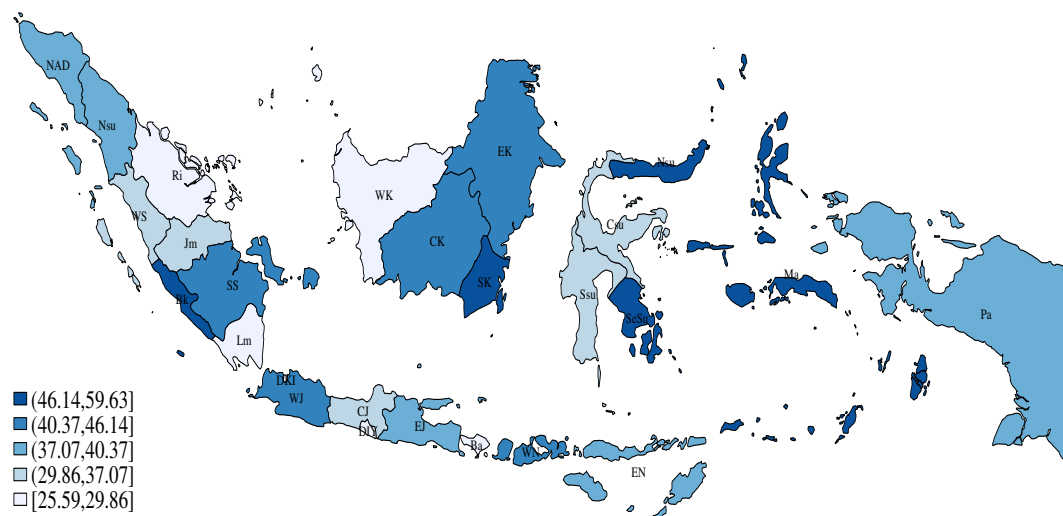 NAD
Nsu
Ri
WS
Jm
Bk
SS
Lm
WK
CK
EK
SK
Nsu
Csu
Ssu
SeSu
Ma
Pa
DKI
WJ
CJ
DIY
EJ
Ba
WN
EN
(46.14,59.63]
(40.37,46.14]
(37.07,40.37]
(29.86,37.07]
[25.59,29.86]